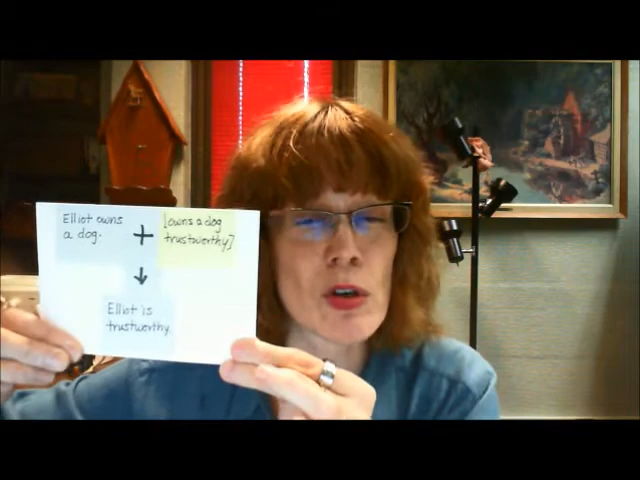 Elliot owns
a dog.
+
[owns a dog
trustworthy]
↓
Elliot is
trustworthy.